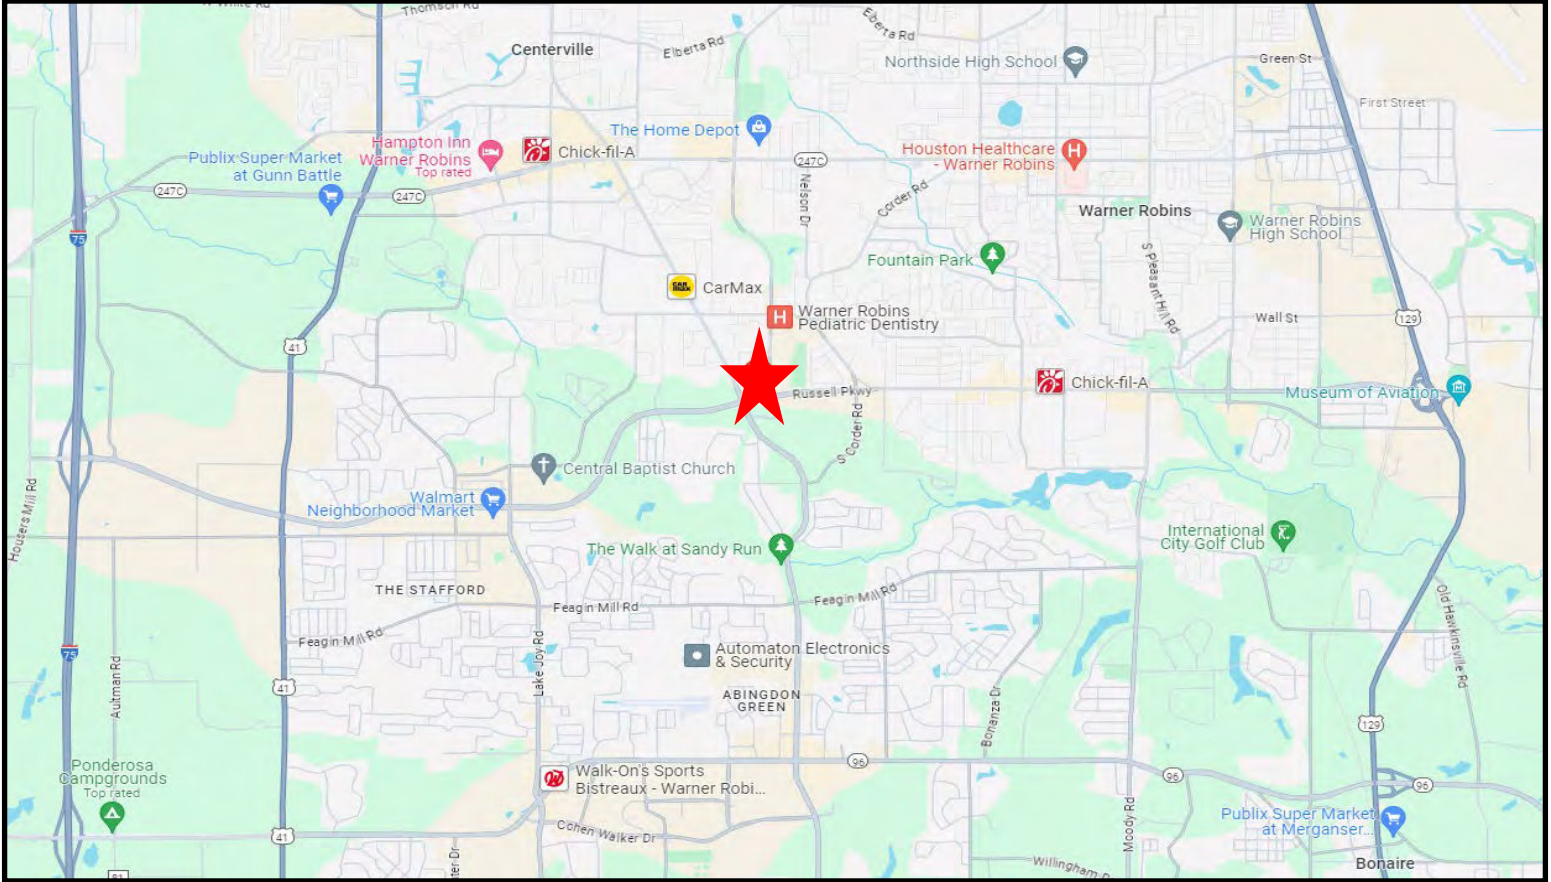 Thomson Rd
Centerville
Elberta Rd
Elberta Rd
Northside High School
Green St
First Street
The Home Depot
Hampton Inn
Warner Robins
Top rated
Chick-fil-A
247C
Houston Healthcare
- Warner Robins
Publix Super Market
at Gunn Battle
247C
247C
Nelson Dr
Corder Rd
Warner Robins
Warner Robins
High School
75
Fountain Park
S Pleasant Hill Rd
CarMax
CAR
MAX
Warner Robins
Pediatric Dentistry
Wall St
129
41
Russell Pkwy
Chick-fil-A
Museum of Aviation
S Corder Rd
Central Baptist Church
Walmart
Neighborhood Market
Housers Mill Rd
International
City Golf Club
The Walk at Sandy Run
THE STAFFORD
Feagin Mill Rd
Feagin Mill Rd
Feagin Mill Rd
Old Hawkinsville Rd
75
Automaton Electronics
& Security
Aultman Rd
Lake Joy Rd
41
ABINGDON
GREEN
Bonanza Dr
129
96
Ponderosa
Campgrounds
Top rated
Walk-On's Sports
Bistreaux - Warner Robi...
96
96
Publix Super Market
at Merganser...
Moody Rd
41
Cohen Walker Dr
Willingham D
Bonaire
ter Dr